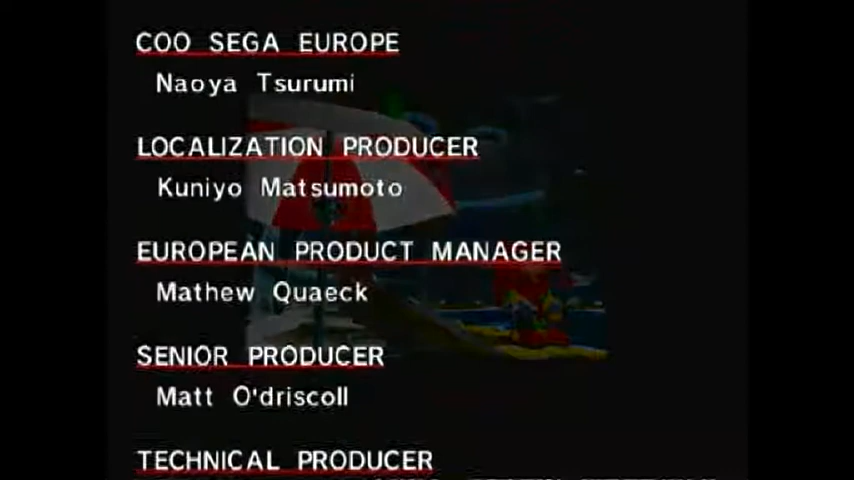 COO SEGA EUROPE
Naoya Tsurumi
LOCALIZATION PRODUCER
Kuniyo Matsumoto
EUROPEAN PRODUCT MANAGER
Mathew Quaeck
SENIOR PRODUCER
Matt O'driscoll
TECHNICAL PRODUCER